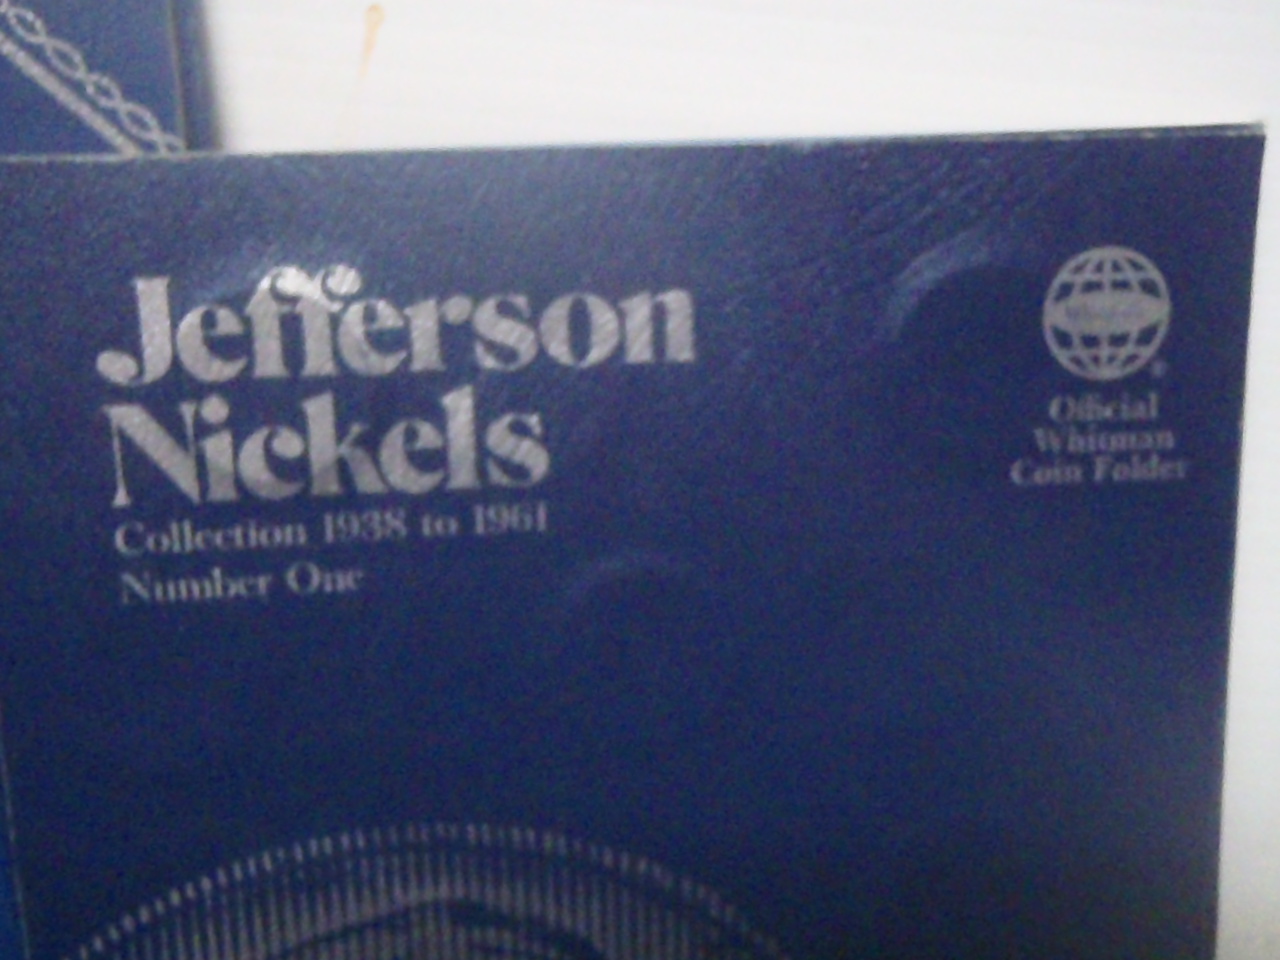 Jefferson
Nickels
Collection 1938 to 1961
Number One
Official
Whitman
Coin Folder